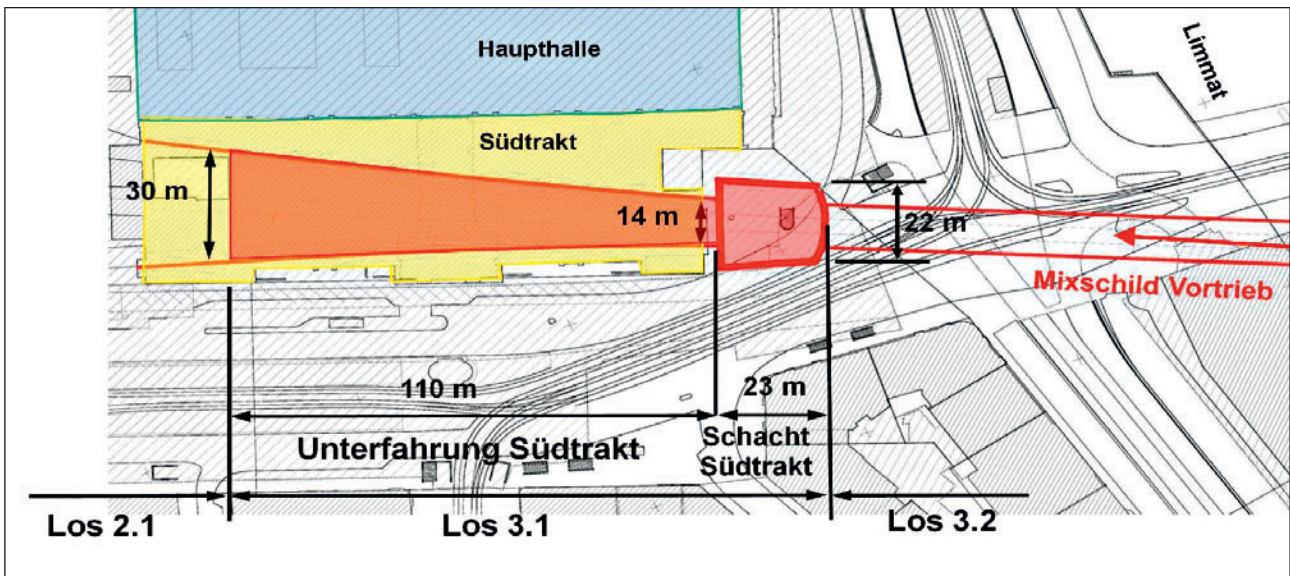 Haupthalle
Limmat
Südtrakt
30 m
14 m
22 m
Mixschild Vortrieb
110 m
23 m
Unterfahrung Südtrakt
Schacht
Südtrakt
Los 2.1
Los 3.1
Los 3.2